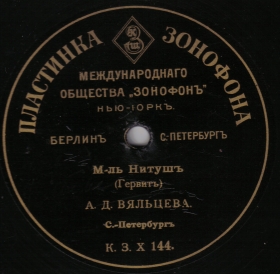 ПЛАСТИНКА ЗОНОФОНА
МЕЖДУНАРОДНАГО
ОБЩЕСТВА „ЗОНОФОНЪ"
НЬЮ-ІОРКЪ.
БЕРЛИНЪ С.-ПЕТЕРБУРГЪ
М-ль Нитушъ
(Гервитъ)
А. Д. ВЯЛЬЦЕВА.
С.-Петербургъ
К. З. X 144.